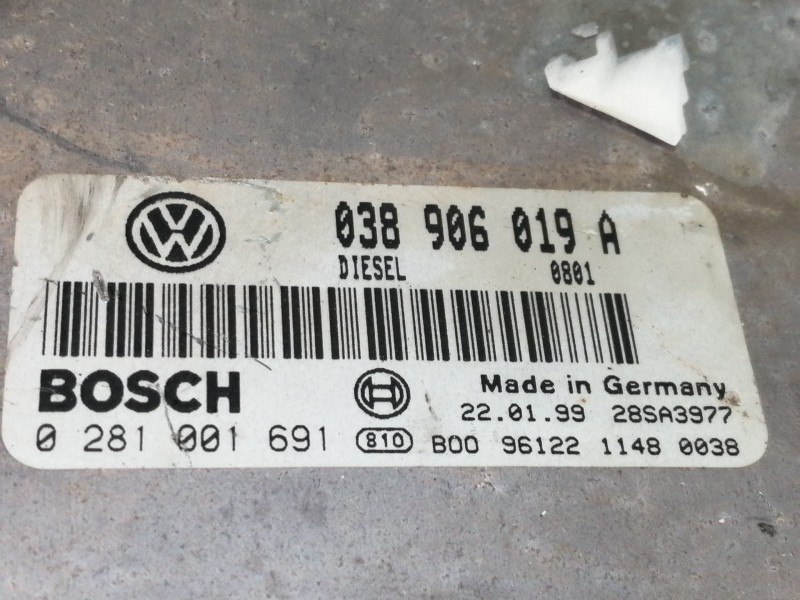 038 906 019 A
DIESEL 0801
BOSCH
Made in Germany
22.01.99 28SA3977
0 281 001 691 810 B00 96122 1148 0038